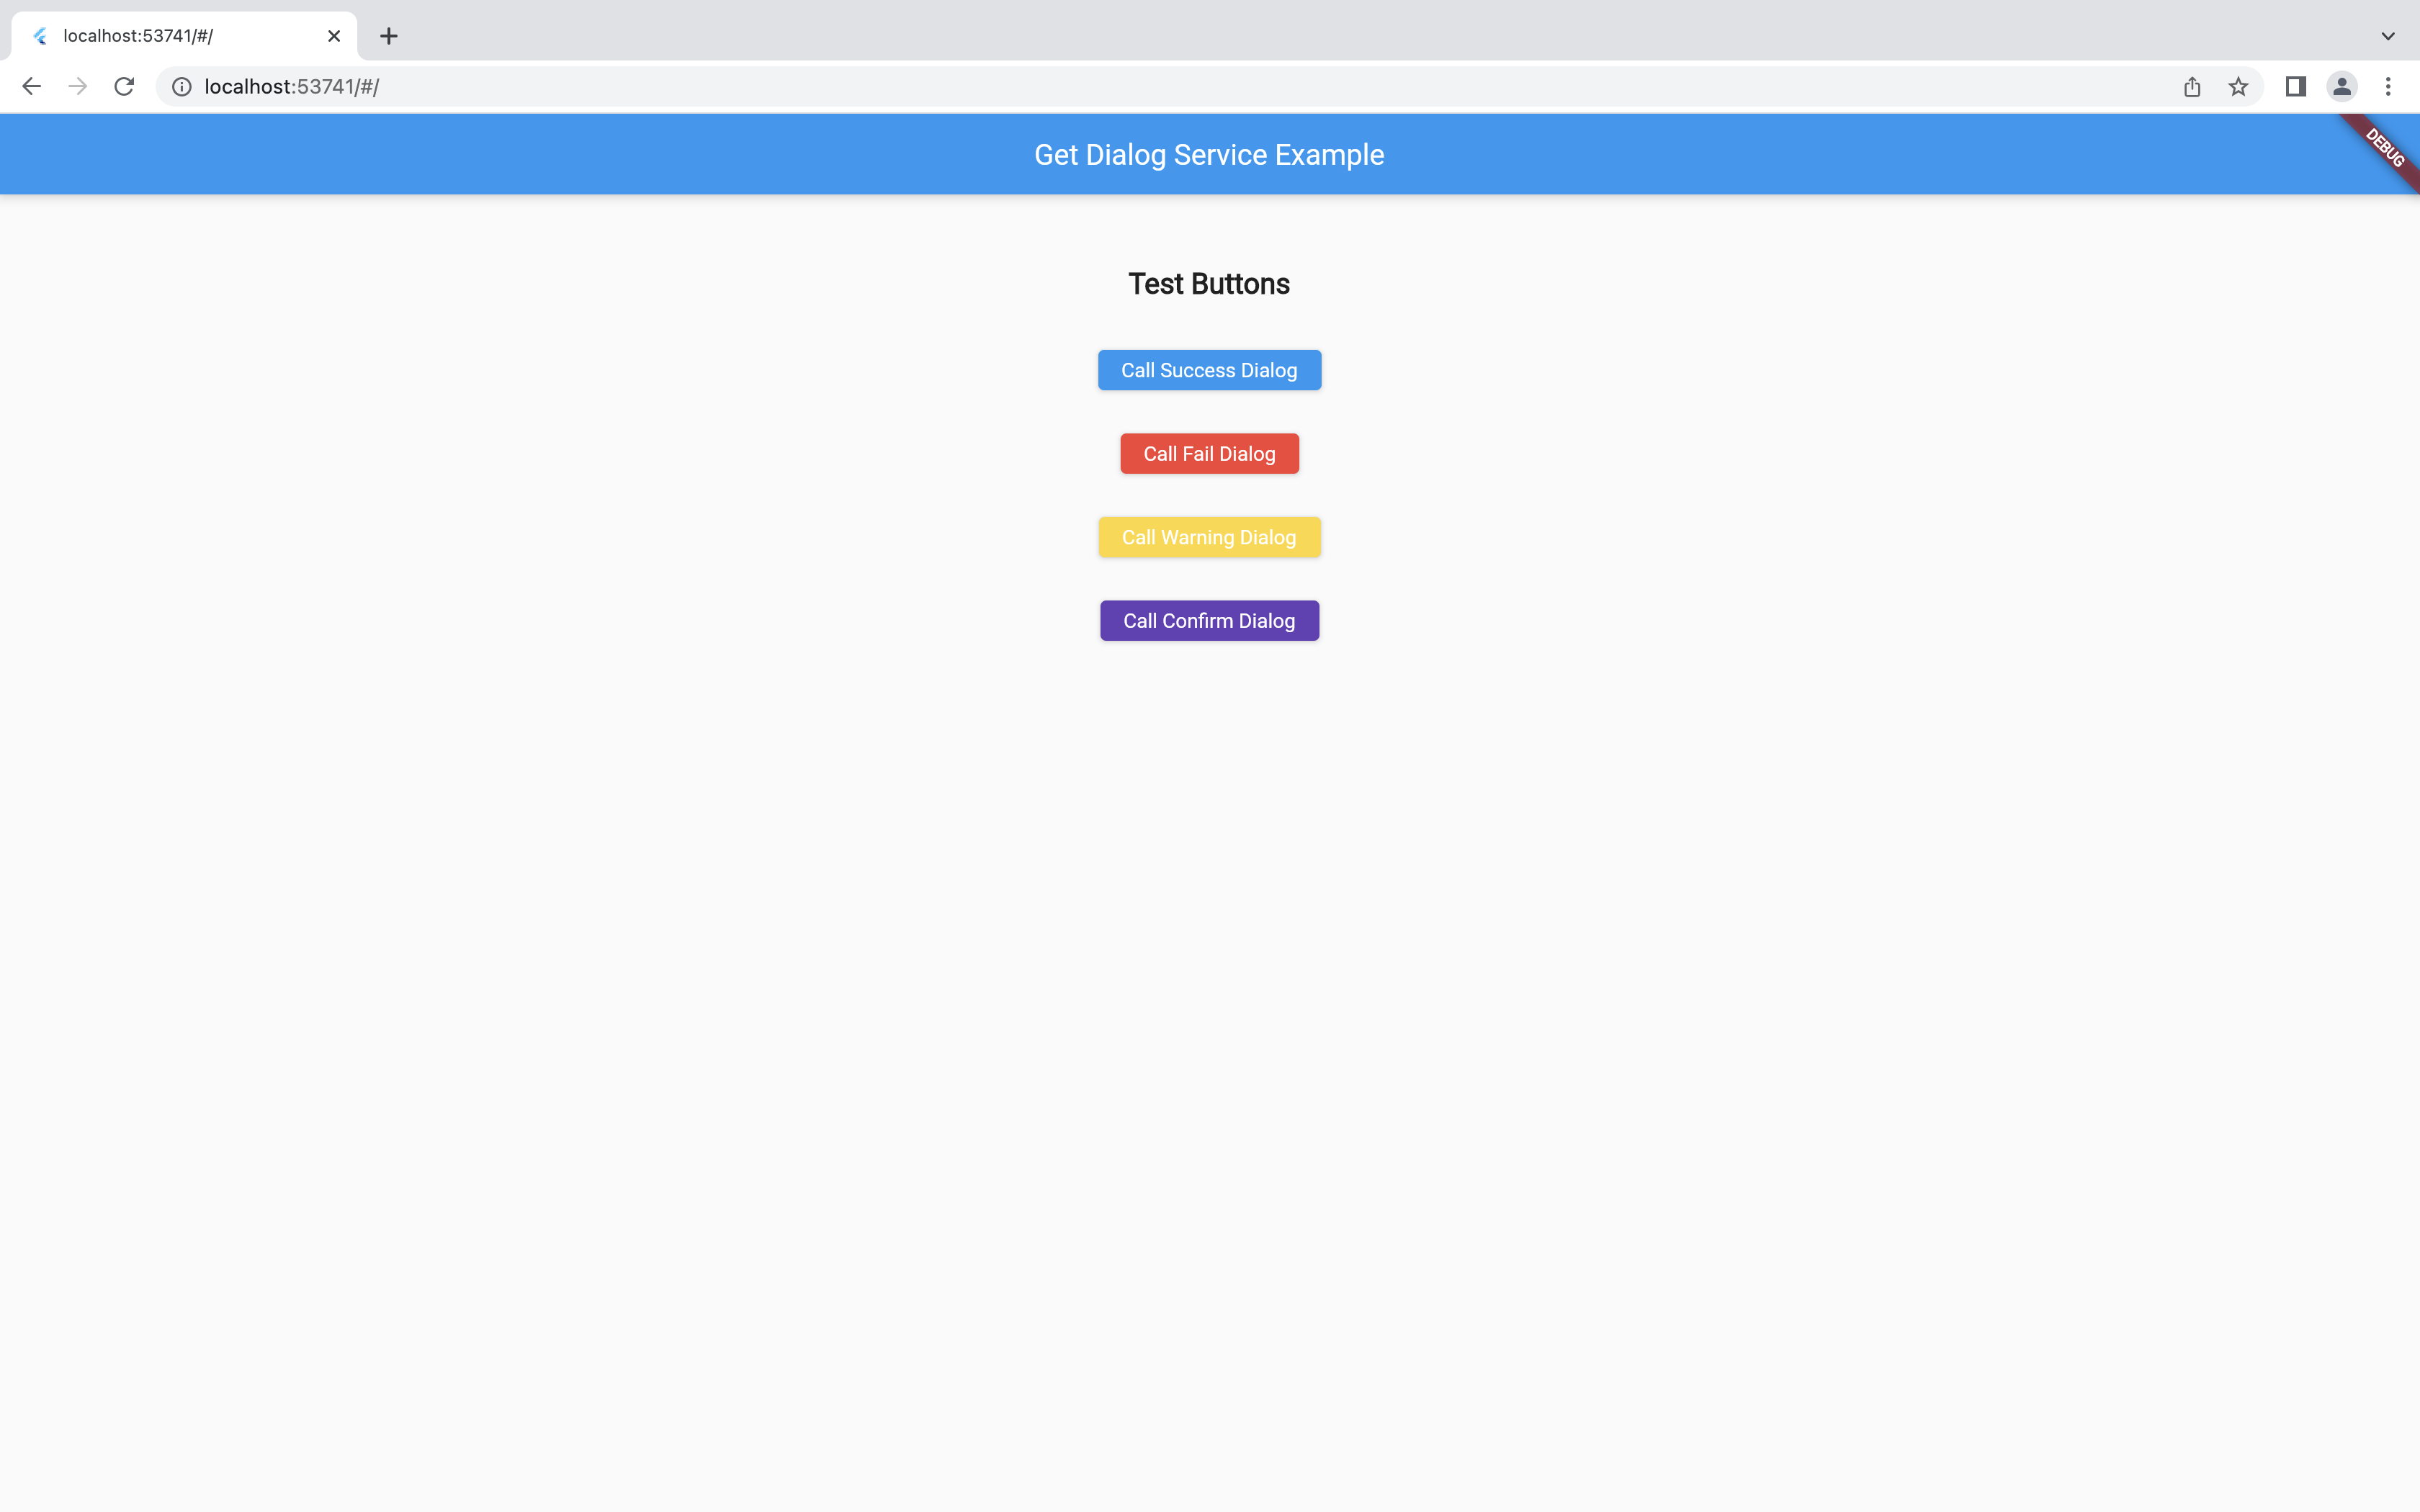 localhost:53741/#/
localhost:53741/#/
Get Dialog Service Example
DEBUG
Test Buttons
Call Success Dialog
Call Fail Dialog
Call Warning Dialog
Call Confirm Dialog